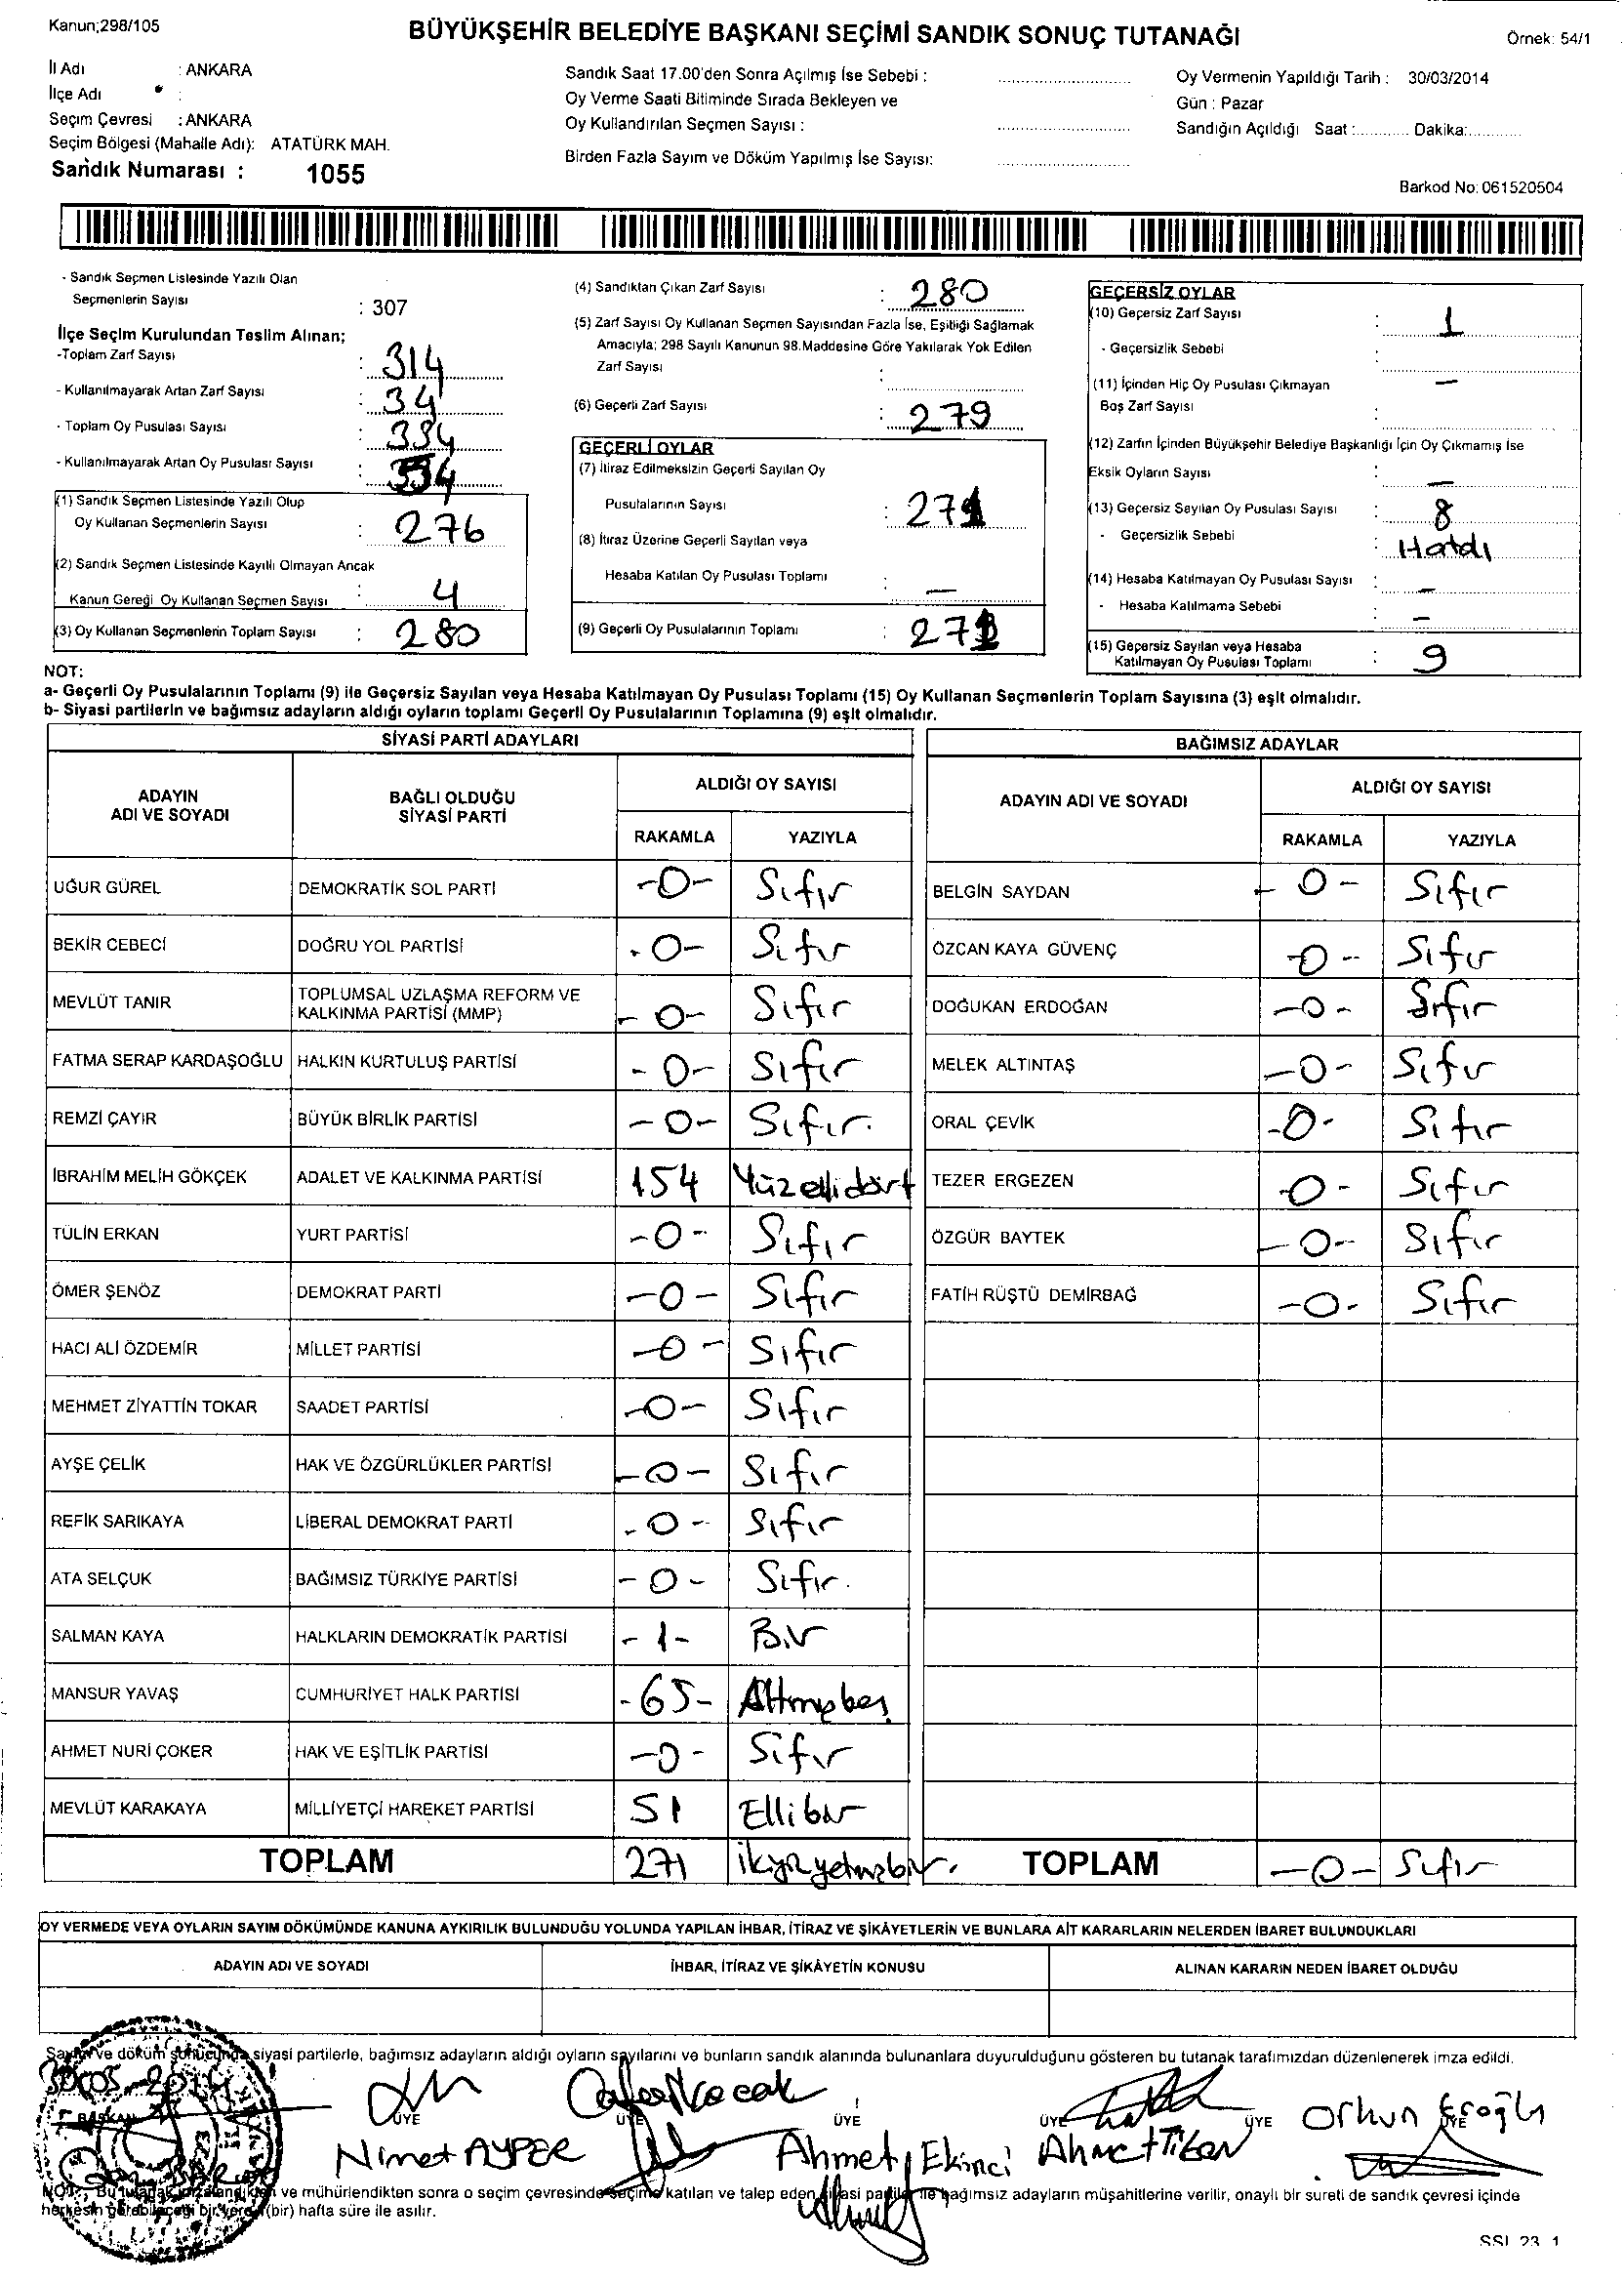 Kanun;298/105
BÜYÜKŞEHİR BELEDİYE BAŞKANI SEÇİMİ SANDIK SONUÇ TUTANAĞI
Örnek: 54/1
İl Adı : ANKARA
İlçe Adı :
Seçim Çevresi : ANKARA
Seçim Bölgesi (Mahalle Adı): ATATÜRK MAH.
Sandık Numarası : 1055
Sandık Saat 17.00'den Sonra Açılmış İse Sebebi :
Oy Verme Saati Bitiminde Sırada Bekleyen ve
Oy Kullandırılan Seçmen Sayısı :
Birden Fazla Sayım ve Döküm Yapılmış İse Sayısı:
Oy Vermenin Yapıldığı Tarih : 30/03/2014
Gün : Pazar
Sandığın Açıldığı Saat :............ Dakika:............
Barkod No: 061520504
- Sandık Seçmen Listesinde Yazılı Olan
Seçmenlerin Sayısı : 307
İlçe Seçim Kurulundan Teslim Alınan;
-Toplam Zarf Sayısı : 314
- Kullanılmayarak Artan Zarf Sayısı : 34
- Toplam Oy Pusulası Sayısı :
- Kullanılmayarak Artan Oy Pusulası Sayısı :
(1) Sandık Seçmen Listesinde Yazılı Olup
Oy Kullanan Seçmenlerin Sayısı : 276
(2) Sandık Seçmen Listesinde Kayıtlı Olmayan Ancak
Kanun Gereği Oy Kullanan Seçmen Sayısı : 4
(3) Oy Kullanan Seçmenlerin Toplam Sayısı : 280
(4) Sandıktan Çıkan Zarf Sayısı : 280
(5) Zarf Sayısı Oy Kullanan Seçmen Sayısından Fazla İse, Eşitliği Sağlamak
Amacıyla; 298 Sayılı Kanunun 98.Maddesine Göre Yakılarak Yok Edilen
Zarf Sayısı :
(6) Geçerli Zarf Sayısı : 279
GEÇERLİ OYLAR
(7) İtiraz Edilmeksizin Geçerli Sayılan Oy
Pusulalarının Sayısı : 271
(8) İtiraz Üzerine Geçerli Sayılan veya
Hesaba Katılan Oy Pusulası Toplamı : —
(9) Geçerli Oy Pusulalarının Toplamı : 271
GEÇERSİZ OYLAR
(10) Geçersiz Zarf Sayısı : 1
- Geçersizlik Sebebi :
(11) İçinden Hiç Oy Pusulası Çıkmayan —
Boş Zarf Sayısı :
(12) Zarfın İçinden Büyükşehir Belediye Başkanlığı İçin Oy Çıkmamış İse
Eksik Oyların Sayısı : —
(13) Geçersiz Sayılan Oy Pusulası Sayısı : 8
- Geçersizlik Sebebi : Hatalı
(14) Hesaba Katılmayan Oy Pusulası Sayısı : —
- Hesaba Katılmama Sebebi : —
(15) Geçersiz Sayılan veya Hesaba
Katılmayan Oy Pusulası Toplamı : 9
NOT:
a- Geçerli Oy Pusulalarının Toplamı (9) ile Geçersiz Sayılan veya Hesaba Katılmayan Oy Pusulası Toplamı (15) Oy Kullanan Seçmenlerin Toplam Sayısına (3) eşit olmalıdır.
b- Siyasi partilerin ve bağımsız adayların aldığı oyların toplamı Geçerli Oy Pusulalarının Toplamına (9) eşit olmalıdır.
SİYASİ PARTİ ADAYLARI
ADAYIN ADI VE SOYADI BAĞLI OLDUĞU SİYASİ PARTİ ALDIĞI OY SAYISI
RAKAMLA YAZIYLA
UĞUR GÜREL DEMOKRATİK SOL PARTİ -0- Sıfır
BEKİR CEBECİ DOĞRU YOL PARTİSİ -0- Sıfır
MEVLÜT TANIR TOPLUMSAL UZLAŞMA REFORM VE KALKINMA PARTİSİ (MMP) -0- Sıfır
FATMA SERAP KARDAŞOĞLU HALKIN KURTULUŞ PARTİSİ -0- Sıfır
REMZİ ÇAYIR BÜYÜK BİRLİK PARTİSİ -0- Sıfır.
İBRAHİM MELİH GÖKÇEK ADALET VE KALKINMA PARTİSİ 154 Yüzellidört
TÜLİN ERKAN YURT PARTİSİ -0- Sıfır
ÖMER ŞENÖZ DEMOKRAT PARTİ -0- Sıfır
HACI ALİ ÖZDEMİR MİLLET PARTİSİ -0- Sıfır
MEHMET ZİYATTİN TOKAR SAADET PARTİSİ -0- Sıfır
AYŞE ÇELİK HAK VE ÖZGÜRLÜKLER PARTİSİ -0- Sıfır
REFİK SARIKAYA LİBERAL DEMOKRAT PARTİ -0- Sıfır
ATA SELÇUK BAĞIMSIZ TÜRKİYE PARTİSİ -0- Sıfır.
SALMAN KAYA HALKLARIN DEMOKRATİK PARTİSİ -1- Bir
MANSUR YAVAŞ CUMHURİYET HALK PARTİSİ -65- Altmışbeş
AHMET NURİ ÇOKER HAK VE EŞİTLİK PARTİSİ -0- Sıfır
MEVLÜT KARAKAYA MİLLİYETÇİ HAREKET PARTİSİ 51 Ellibir
TOPLAM 271 ikiyüzyetmişbir.
BAĞIMSIZ ADAYLAR
ADAYIN ADI VE SOYADI ALDIĞI OY SAYISI
RAKAMLA YAZIYLA
BELGİN SAYDAN -0- Sıfır
ÖZCAN KAYA GÜVENÇ -0- Sıfır
DOĞUKAN ERDOĞAN -0- Sıfır
MELEK ALTINTAŞ -0- Sıfır
ORAL ÇEVİK -0- Sıfır
TEZER ERGEZEN -0- Sıfır
ÖZGÜR BAYTEK -0- Sıfır
FATİH RÜŞTÜ DEMİRBAĞ -0- Sıfır
TOPLAM -0- Sıfır
OY VERMEDE VEYA OYLARIN SAYIM DÖKÜMÜNDE KANUNA AYKIRILIK BULUNDUĞU YOLUNDA YAPILAN İHBAR, İTİRAZ VE ŞİKÂYETLERİN VE BUNLARA AİT KARARLARIN NELERDEN İBARET BULUNDUKLARI
ADAYIN ADI VE SOYADI İHBAR, İTİRAZ VE ŞİKÂYETİN KONUSU ALINAN KARARIN NEDEN İBARET OLDUĞU
Sayım ve döküm sonucunda siyasi partilerle, bağımsız adayların aldığı oyların sayılarını ve bunların sandık alanında bulunanlara duyurulduğunu gösteren bu tutanak tarafımızdan düzenlenerek imza edildi.
BAŞKAN ÜYE ÜYE ÜYE ÜYE ÜYE ÜYE
Nimet AYPER Ahmet Ekinci Orhun Eroğlu
NOT: Bu tutanak imzalandıktan ve mühürlendikten sonra o seçim çevresinde seçime katılan ve talep eden siyasi partiler ile bağımsız adayların müşahitlerine verilir, onaylı bir sureti de sandık çevresi içinde
herkesin görebileceği bir yere 1 (bir) hafta süre ile asılır.